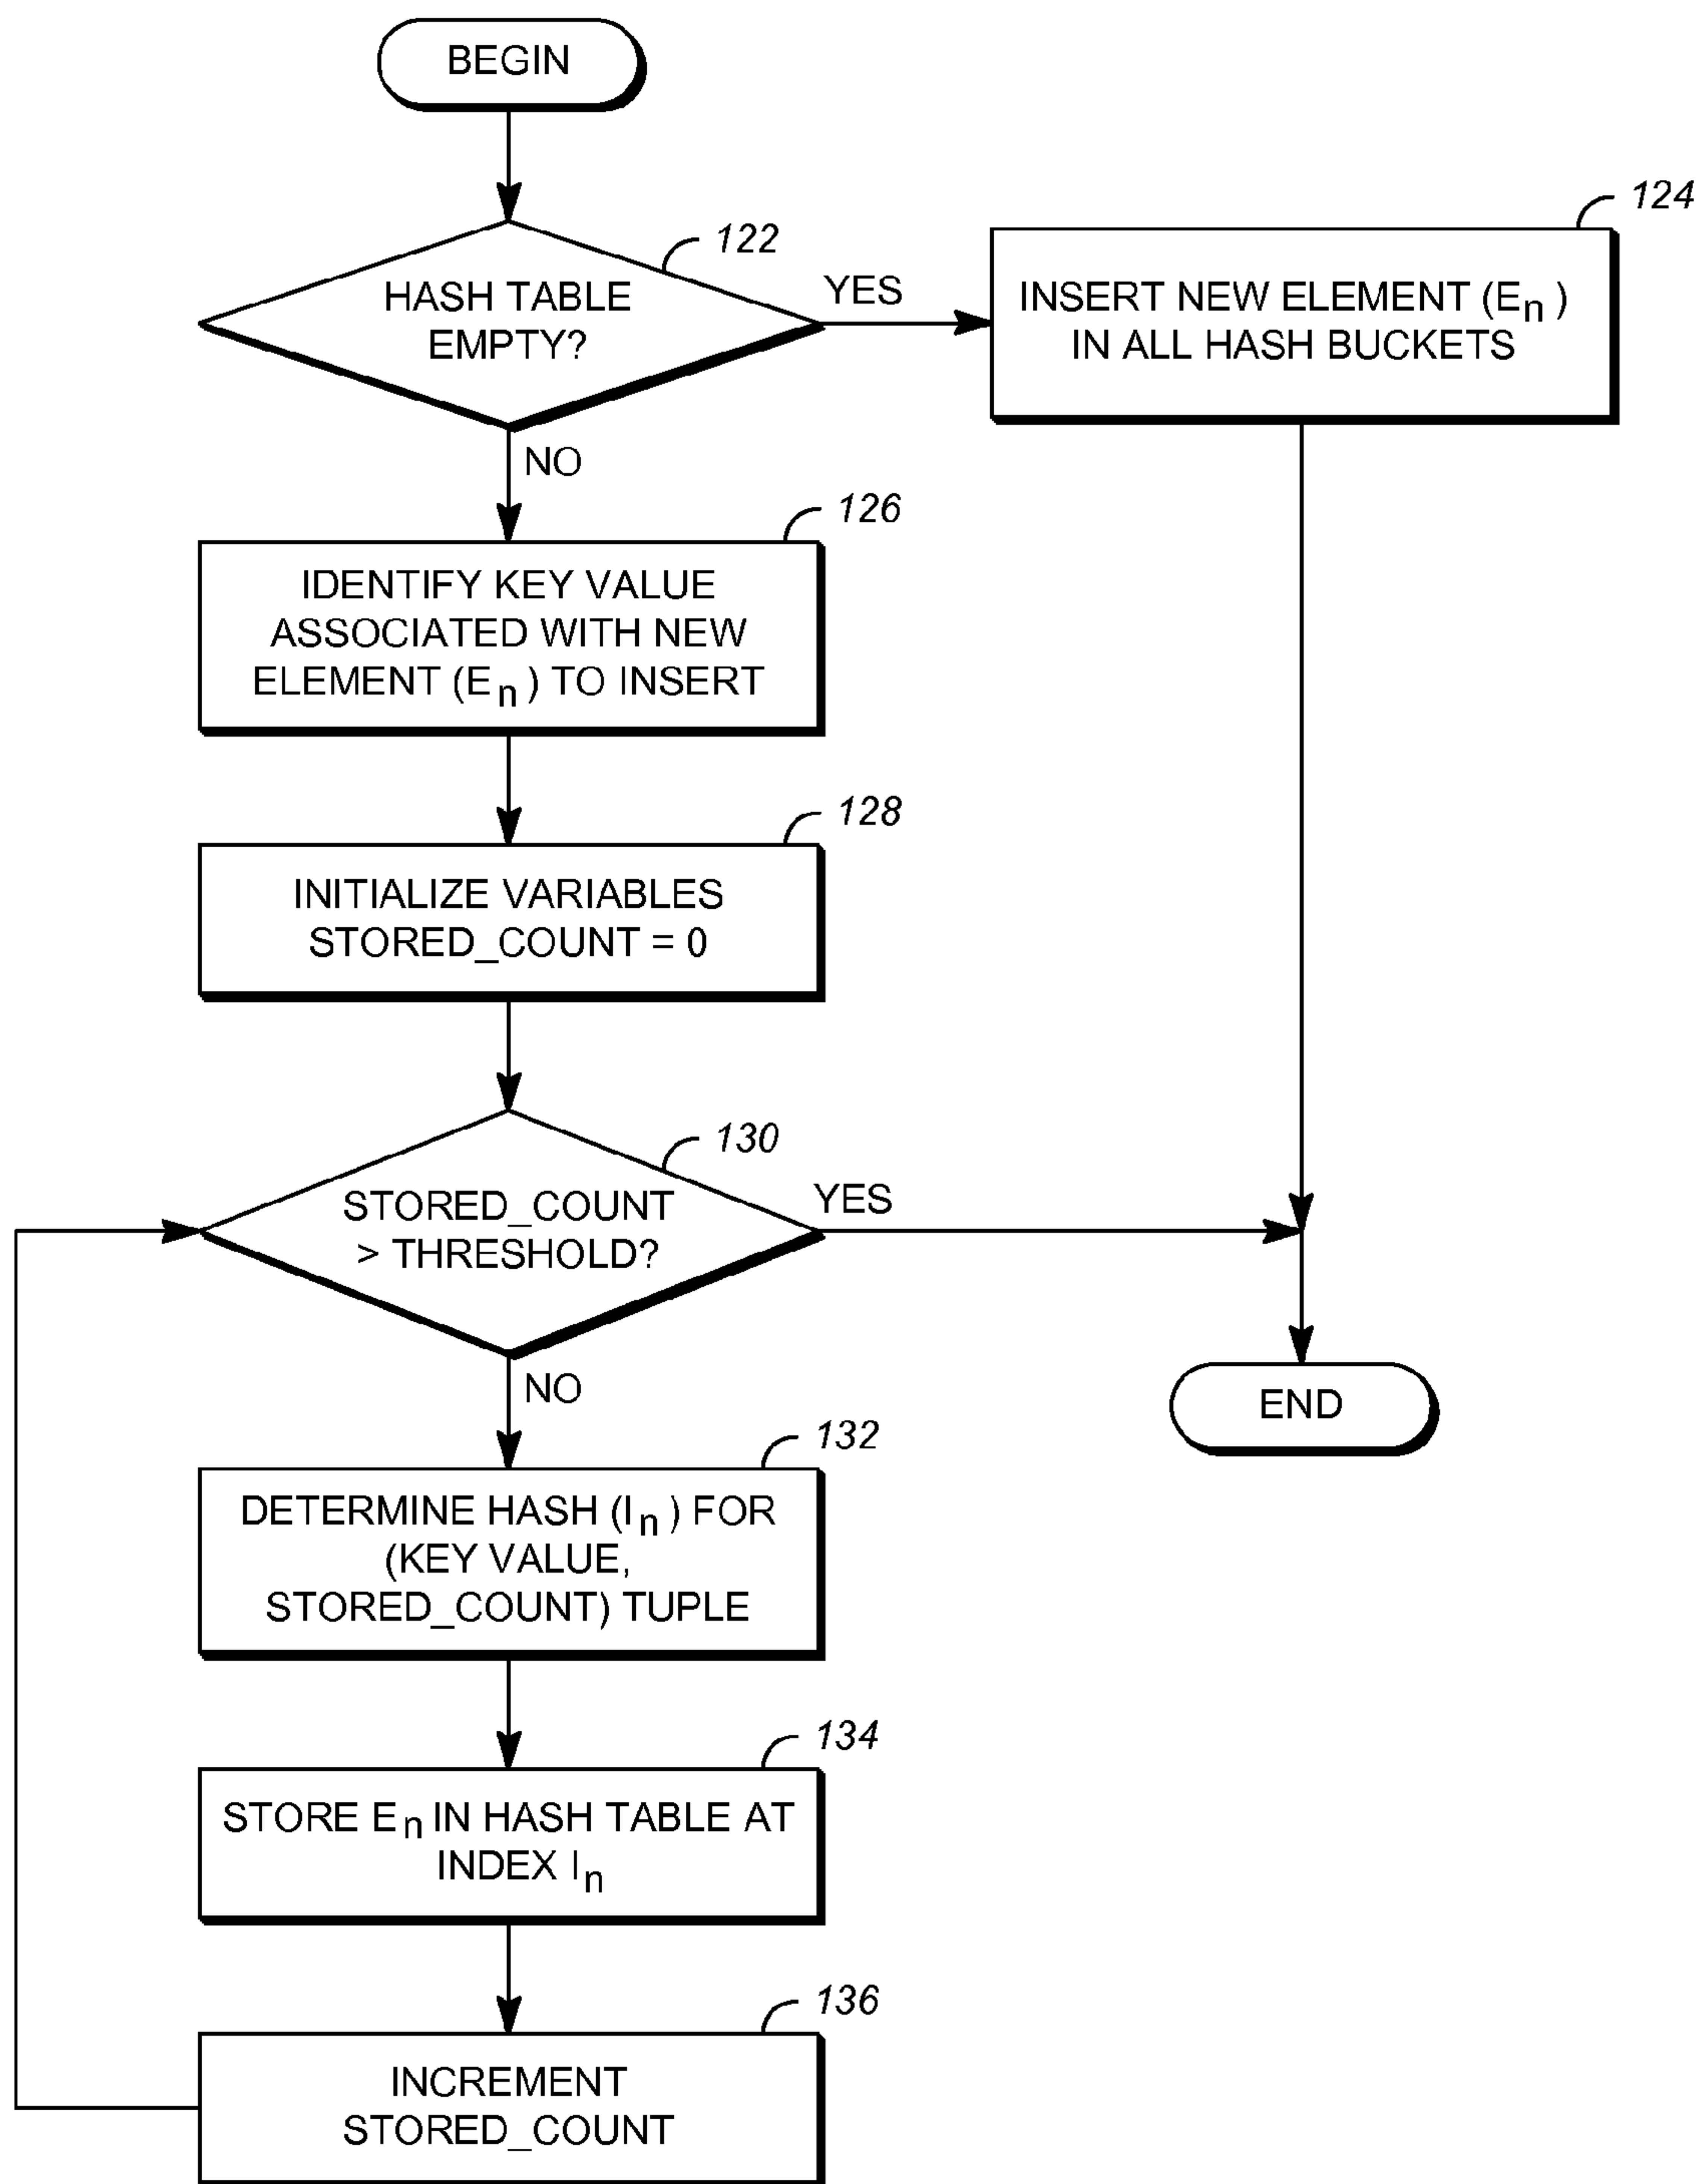 BEGIN
122
HASH TABLE
EMPTY?
YES
124
INSERT NEW ELEMENT (En)
IN ALL HASH BUCKETS
NO
126
IDENTIFY KEY VALUE
ASSOCIATED WITH NEW
ELEMENT (En) TO INSERT
128
INITIALIZE VARIABLES
STORED_COUNT = 0
130
STORED_COUNT
> THRESHOLD?
YES
END
NO
132
DETERMINE HASH (In) FOR
(KEY VALUE,
STORED_COUNT) TUPLE
134
STORE En IN HASH TABLE AT
INDEX In
136
INCREMENT
STORED_COUNT